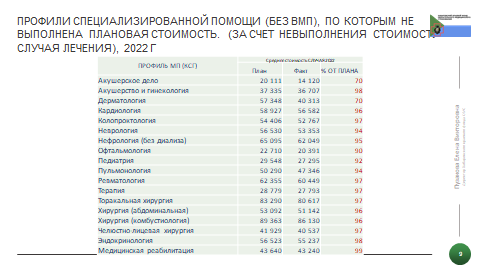 ПРОФИЛИ СПЕЦИАЛИЗИРОВАННОЙ ПОМОЩИ (БЕЗ ВМП), ПО КОТОРЫМ НЕ
ВЫПОЛНЕНА ПЛАНОВАЯ СТОИМОСТЬ. (ЗА СЧЕТ НЕВЫПОЛНЕНИЯ СТОИМОСТИ
СЛУЧАЯ ЛЕЧЕНИЯ), 2022 Г
ПРОФИЛЬ МП (КСГ) Средняя стоимость СЛУЧАЯ
План Факт % ОТ ПЛАНА
Акушерское дело 20 111 14 120 70
Акушерство и гинекология 37 335 36 707 98
Дерматология 57 348 40 313 70
Кардиология 58 927 56 582 96
Колопроктология 54 406 52 767 97
Неврология 56 530 53 353 94
Нефрология (без диализа) 65 095 62 049 95
Офтальмология 22 710 20 391 90
Педиатрия 29 548 27 295 92
Пульмонология 50 290 47 346 94
Ревматология 62 355 60 449 97
Терапия 28 779 27 793 97
Торакальная хирургия 83 290 80 617 97
Хирургия (абдоминальная) 53 092 51 142 96
Хирургия (комбустиология) 89 363 86 130 96
Челюстно-лицевая хирургия 41 929 40 537 97
Эндокринология 56 523 55 237 98
Медицинская реабилитация 43 640 43 240 99
Елена Викторовна
9